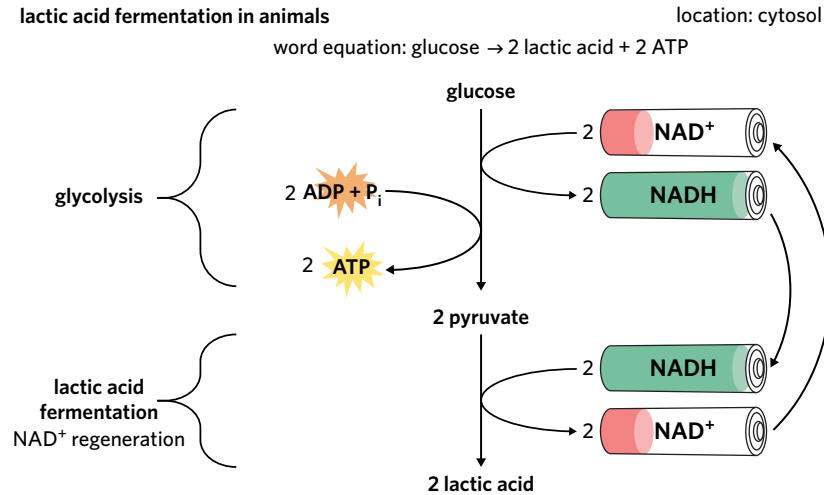 lactic acid fermentation in animals
location: cytosol
word equation: glucose → 2 lactic acid + 2 ATP
glucose
2 NAD⁺
glycolysis
2 ADP + Pᵢ
2 NADH
2 ATP
2 pyruvate
2 NADH
lactic acid
fermentation
NAD⁺ regeneration
2 NAD⁺
2 lactic acid